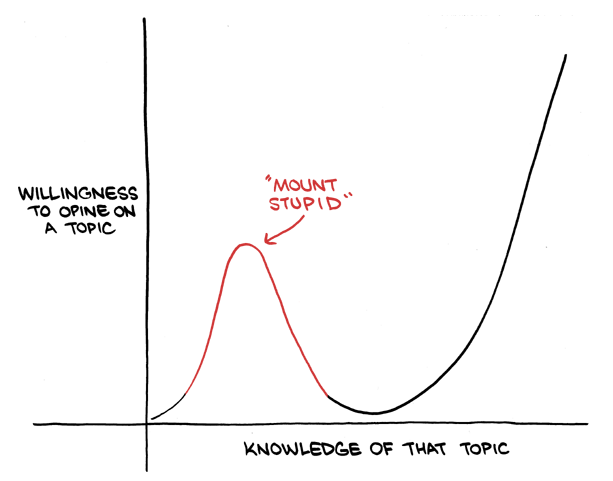 "MOUNT
STUPID"
WILLINGNESS
TO OPINE ON
A TOPIC
KNOWLEDGE OF THAT TOPIC